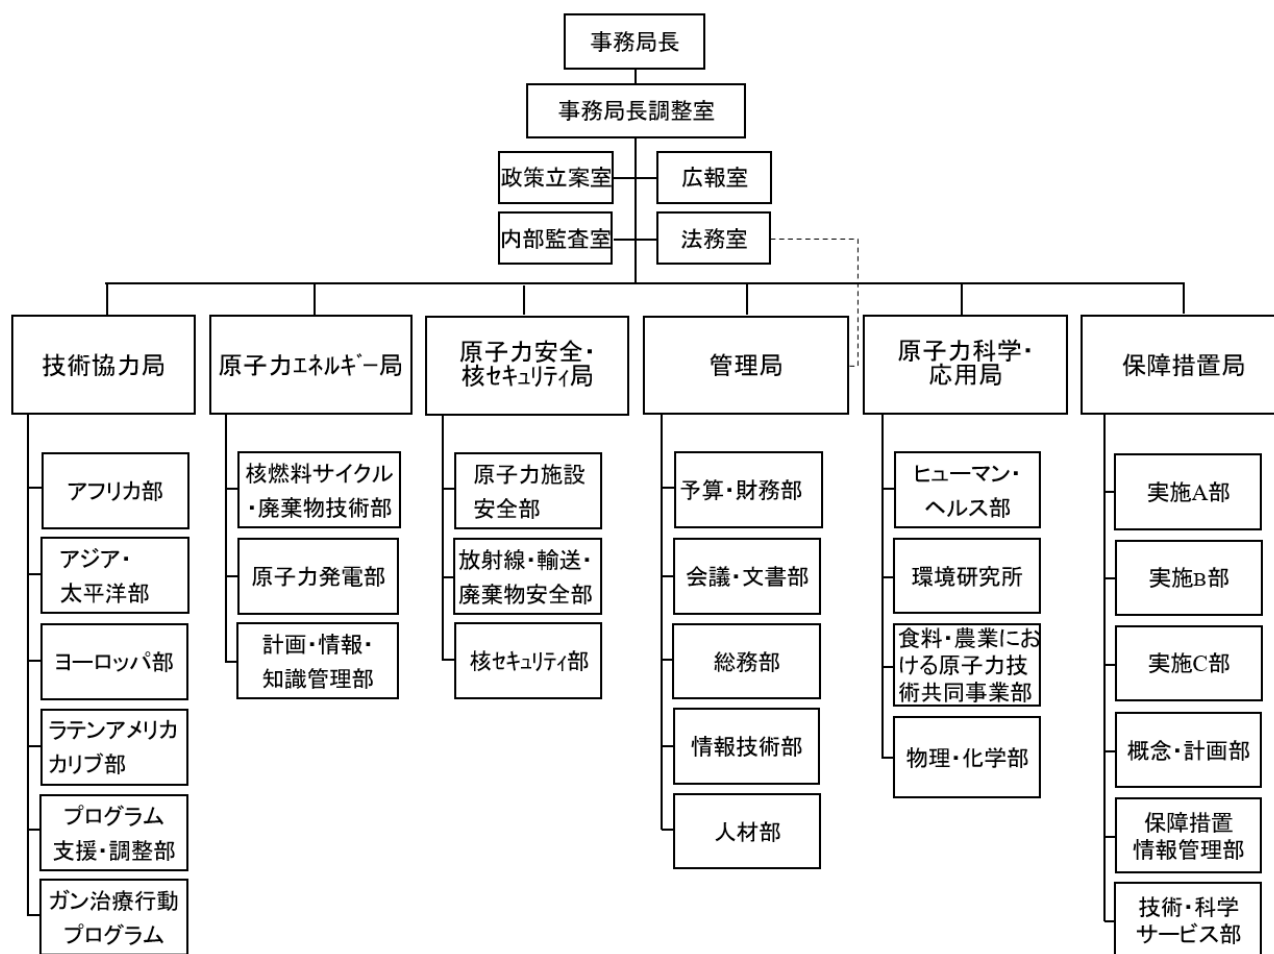 事務局長
事務局長調整室
政策立案室
広報室
内部監査室
法務室
技術協力局
原子力エネルギー局
原子力安全・
核セキュリティ局
管理局
原子力科学・
応用局
保障措置局
アフリカ部
アジア・
太平洋部
ヨーロッパ部
ラテンアメリカ
カリブ部
プログラム
支援・調整部
ガン治療行動
プログラム
核燃料サイクル
・廃棄物技術部
原子力発電部
計画・情報・
知識管理部
原子力施設
安全部
放射線・輸送・
廃棄物安全部
核セキュリティ部
予算・財務部
会議・文書部
総務部
情報技術部
人材部
ヒューマン・
ヘルス部
環境研究所
食料・農業にお
ける原子力技
術共同事業部
物理・化学部
実施A部
実施B部
実施C部
概念・計画部
保障措置
情報管理部
技術・科学
サービス部